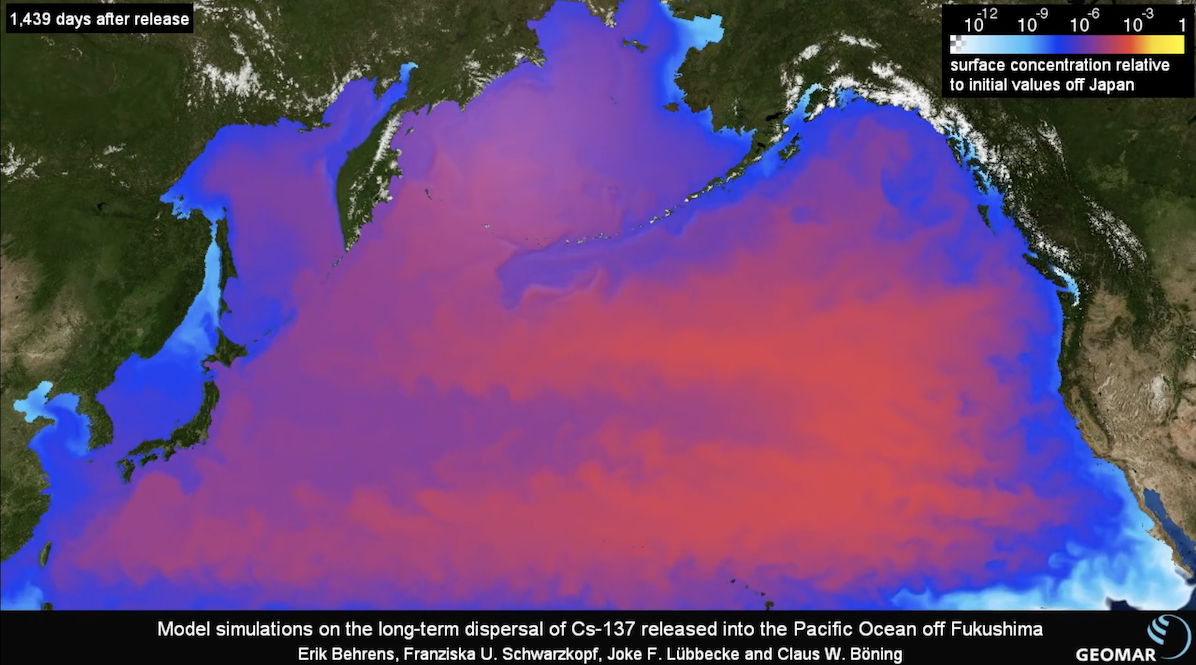 1,439 days after release
10-12 10-9 10-6 10-3 1
surface concentration relative
to initial values off Japan
Model simulations on the long-term dispersal of Cs-137 released into the Pacific Ocean off Fukushima
Erik Behrens, Franziska U. Schwarzkopf, Joke F. Lübbecke and Claus W. Böning
GEOMAR